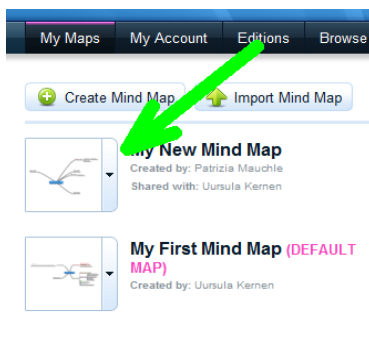 My Maps My Account Editions Browse
Create Mind Map Import Mind Map
My New Mind Map
Created by: Patrizia Mauchle
Shared with: Uursula Kernen
My First Mind Map (DEFAULT
MAP)
Created by: Uursula Kernen